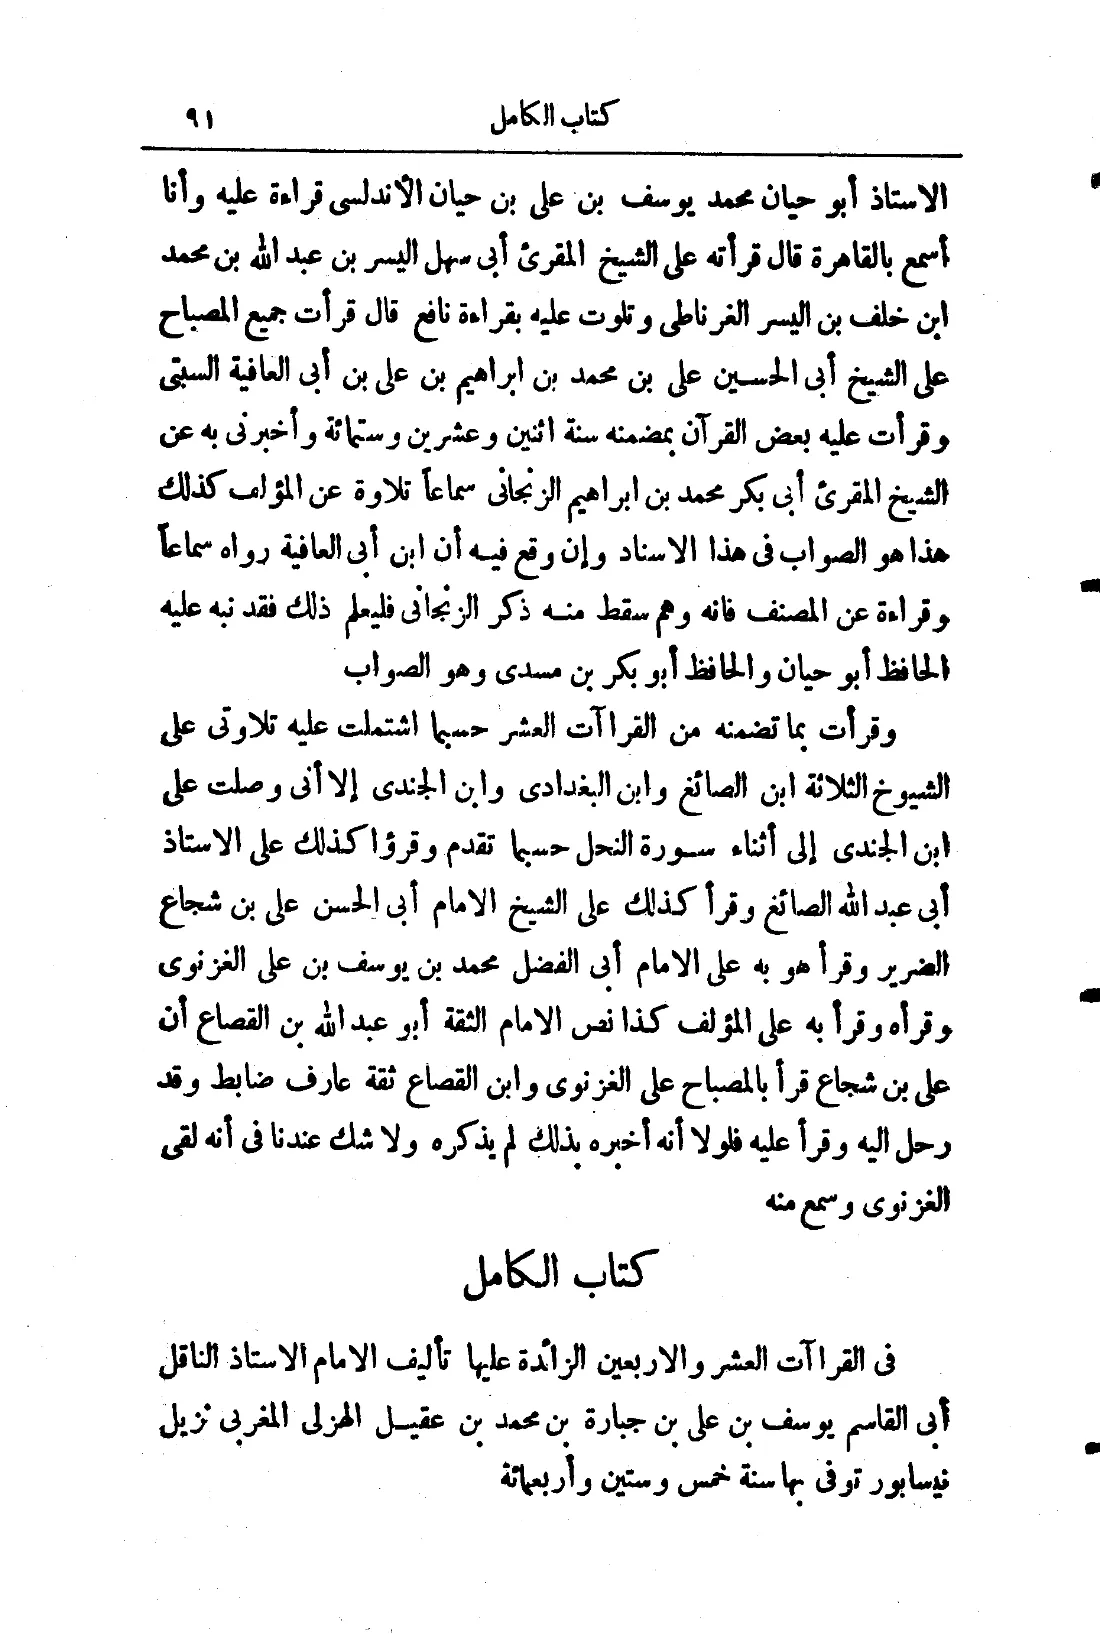 كتاب الكامل ٩١
الاستاذ أبو حيان محمد يوسف بن على بن حيان الأندلسى قراءة عليه وأنا
أسمع بالقاهرة قال قرأته على الشيخ المقرئ أبى سهل اليسر بن عبد الله بن محمد
ابن خلف بن اليسر الغرناطى وتلوت عليه بقراءة نافع قال قرأت جميع المصباح
على الشيخ أبى الحسين على بن محمد بن ابراهيم بن على بن أبى العافية السبتى
وقرأت عليه بعض القرآن بمضمنه سنة اثنين وعشرين وستمائة وأخبرنى به عن
الشيخ المقرئ أبى بكر محمد بن ابراهيم الزنجانى سماعاً تلاوة عن المؤلف كذلك
هذا هو الصواب فى هذا الاسناد وإن وقع فيه أن ابن أبى العافية رواه سماعاً
وقراءة عن المصنف فانه وهم سقط منه ذكر الزنجانى فليعلم ذلك فقد نبه عليه
الحافظ أبو حيان والحافظ أبو بكر بن مسدى وهو الصواب
وقرأت بما تضمنه من القراآت العشر حسبما اشتملت عليه تلاوتى على
الشيوخ الثلاثة ابن الصائغ وابن البغدادى وابن الجندى إلا أنى وصلت على
ابن الجندى إلى أثناء سورة النحل حسبما تقدم وقرؤا كذلك على الاستاذ
أبى عبد الله الصائغ وقرأ كذلك على الشيخ الامام أبى الحسن على بن شجاع
الضرير وقرأ هو به على الامام أبى الفضل محمد بن يوسف بن على الغزنوى
وقرأه وقرأ به على المؤلف كذا نص الامام الثقة أبو عبد الله بن القصاع أن
على بن شجاع قرأ بالمصباح على الغزنوى وابن القصاع ثقة عارف ضابط وقد
رحل اليه وقرأ عليه فلولا أنه أخبره بذلك لم يذكره ولا شك عندنا فى أنه لقى
الغزنوى وسمع منه
كتاب الكامل
فى القراآت العشر والاربعين الزائدة عليها تأليف الامام الاستاذ الناقل
أبى القاسم يوسف بن على بن جبارة بن محمد بن عقيل الهزلى المغربى نزيل
نيسابور توفى بها سنة خمس وستين وأربعمائة